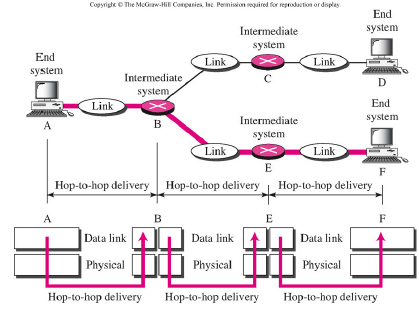 Copyright © The McGraw-Hill Companies, Inc. Permission required for reproduction or display.
End
system
Intermediate
system
Link
Link
C
D
End
system
Intermediate
system
Link
A
B
End
system
Intermediate
system
Link
Link
E
F
Hop-to-hop delivery
Hop-to-hop delivery
Hop-to-hop delivery
A
B
E
F
Data link
Data link
Data link
Physical
Physical
Physical
Hop-to-hop delivery
Hop-to-hop delivery
Hop-to-hop delivery